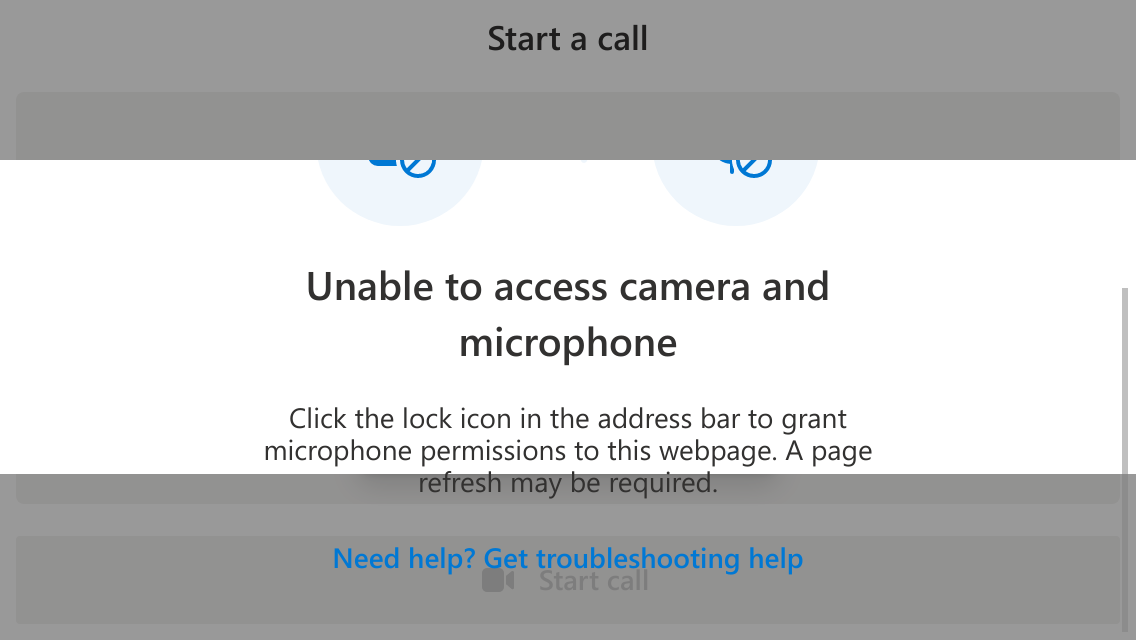 Start a call
Unable to access camera and
microphone
Click the lock icon in the address bar to grant
microphone permissions to this webpage. A page
refresh may be required.
Need help? Get troubleshooting help
Start call